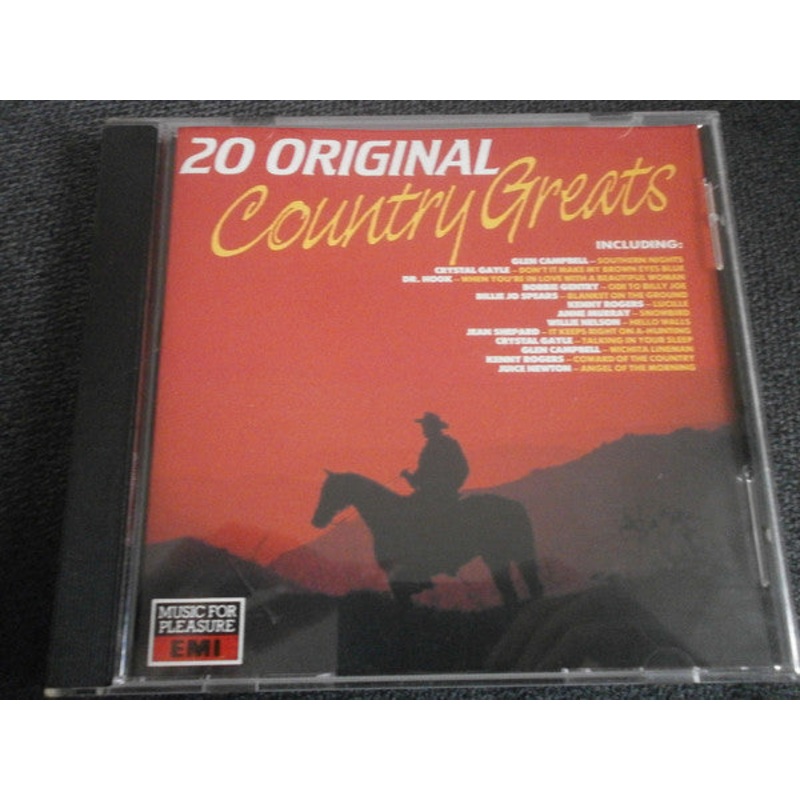 20 ORIGINAL
Country Greats
INCLUDING:
GLEN CAMPBELL – SOUTHERN NIGHTS
CRYSTAL GAYLE – DON'T IT MAKE MY BROWN EYES BLUE
DR. HOOK – WHEN YOU'RE IN LOVE WITH A BEAUTIFUL WOMAN
BOBBIE GENTRY – ODE TO BILLY JOE
BILLIE JO SPEARS – BLANKET ON THE GROUND
KENNY ROGERS – LUCILLE
ANNE MURRAY – SNOWBIRD
WILLIE NELSON – HELLO WALLS
JEAN SHEPARD – IT KEEPS RIGHT ON A-HUNTING
CRYSTAL GAYLE – TALKING IN YOUR SLEEP
GLEN CAMPBELL – WICHITA LINEMAN
KENNY ROGERS – COWARD OF THE COUNTRY
JUICE NEWTON – ANGEL OF THE MORNING
MUSIC FOR
PLEASURE
EMI